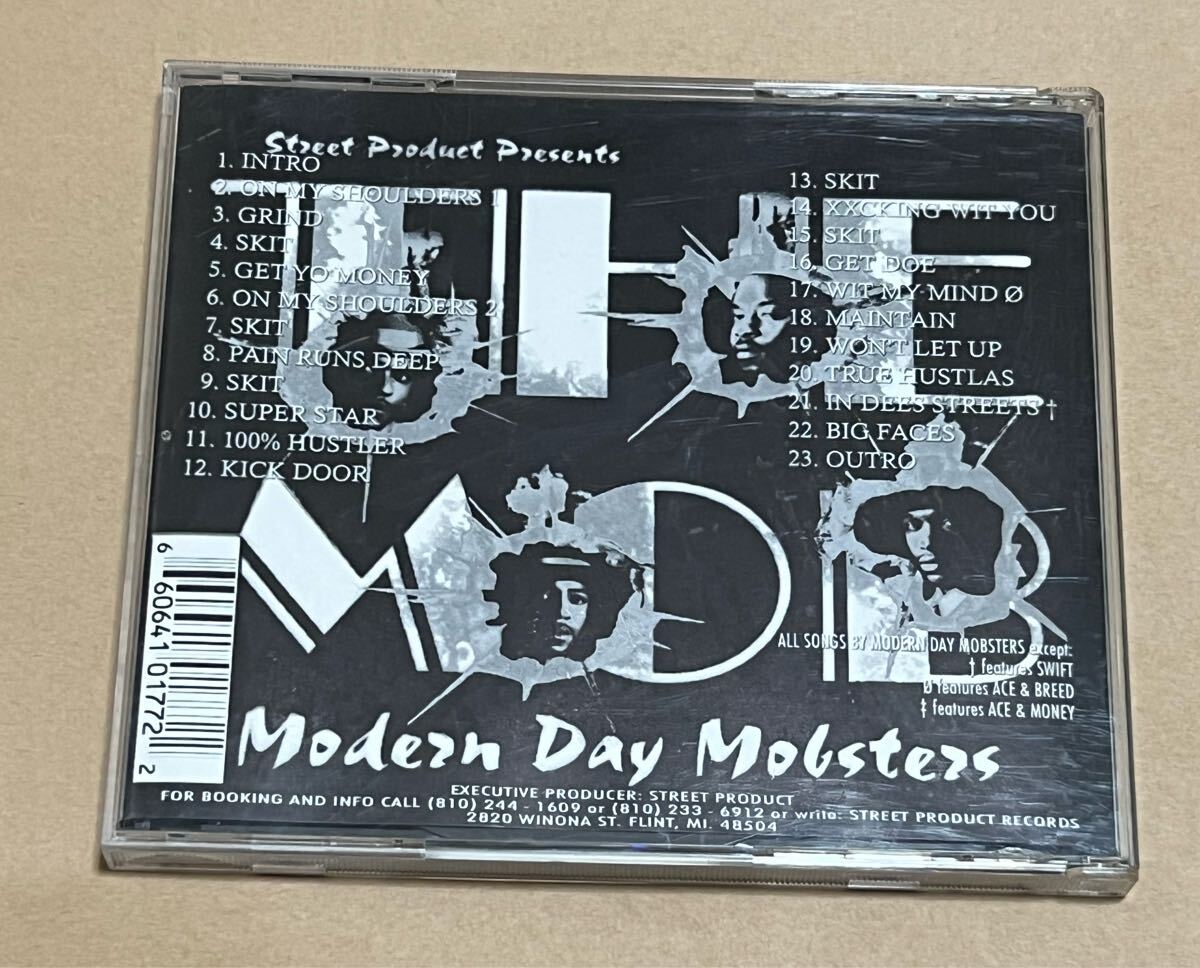 Street Product Presents
1. INTRO
2. ON MY SHOULDERS 1
3. GRIND
4. SKIT
5. GET YO MONEY
6. ON MY SHOULDERS 2
7. SKIT
8. PAIN RUNS DEEP
9. SKIT
10. SUPER STAR
11. 100% HUSTLER
12. KICK DOOR
13. SKIT
14. XXCKING WIT YOU
15. SKIT
16. GET DOE
17. WIT MY MIND Ø
18. MAINTAIN
19. WON'T LET UP
20. TRUE HUSTLAS
21. IN DEES STREETS †
22. BIG FACES
23. OUTRO
THE
MOB
ALL SONGS BY MODERN DAY MOBSTERS except:
† features SWIFT
Ø features ACE & BREED
‡ features ACE & MONEY
6 60641 01772 2
Modern Day Mobsters
EXECUTIVE PRODUCER: STREET PRODUCT
FOR BOOKING AND INFO CALL (810) 244 - 1609 or (810) 233 - 6912 or write: STREET PRODUCT RECORDS
2820 WINONA ST. FLINT, MI. 48504